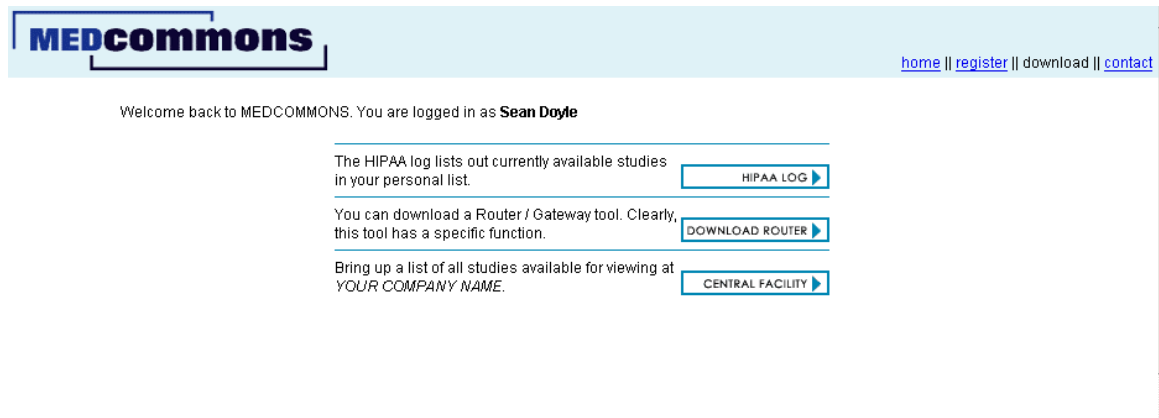 MEDcommons
home || register || download || contact
Welcome back to MEDCOMMONS. You are logged in as Sean Doyle
The HIPAA log lists out currently available studies
in your personal list.
HIPAA LOG
You can download a Router / Gateway tool. Clearly,
this tool has a specific function.
DOWNLOAD ROUTER
Bring up a list of all studies available for viewing at
YOUR COMPANY NAME.
CENTRAL FACILITY